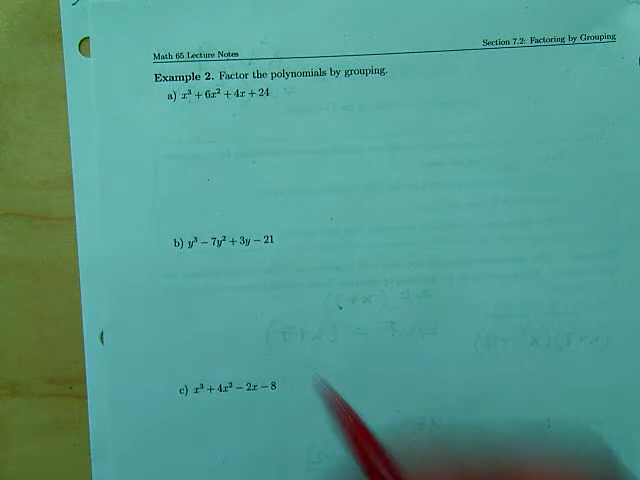 Math 65 Lecture Notes
Section 7.2: Factoring by Grouping
Example 2. Factor the polynomials by grouping.
a) x³ + 6x² + 4x + 24
b) y³ − 7y² + 3y − 21
c) x³ + 4x² − 2x − 8